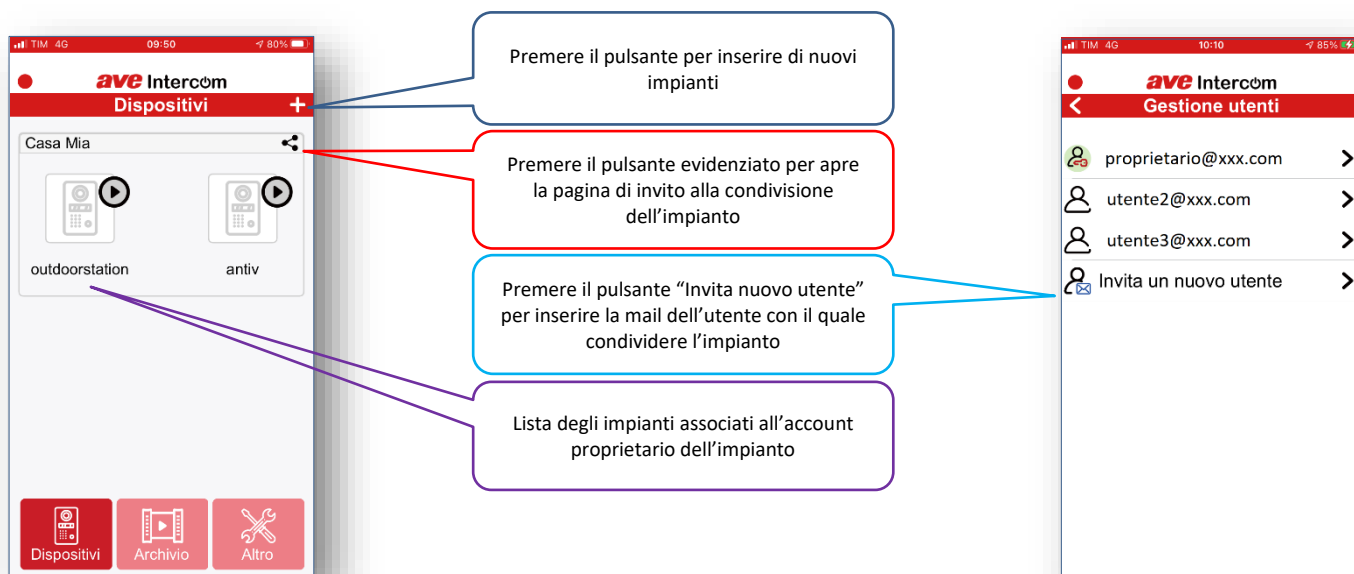 TIM 4G 09:50 80%
ave Intercom
Dispositivi +
Casa Mia
outdoorstation antiv
Dispositivi Archivio Altro
Premere il pulsante per inserire di nuovi
impianti
Premere il pulsante evidenziato per apre
la pagina di invito alla condivisione
dell’impianto
Premere il pulsante “Invita nuovo utente”
per inserire la mail dell’utente con il quale
condividere l’impianto
Lista degli impianti associati all’account
proprietario dell’impianto
TIM 4G 10:10 85%
ave Intercom
Gestione utenti
proprietario@xxx.com
utente2@xxx.com
utente3@xxx.com
Invita un nuovo utente